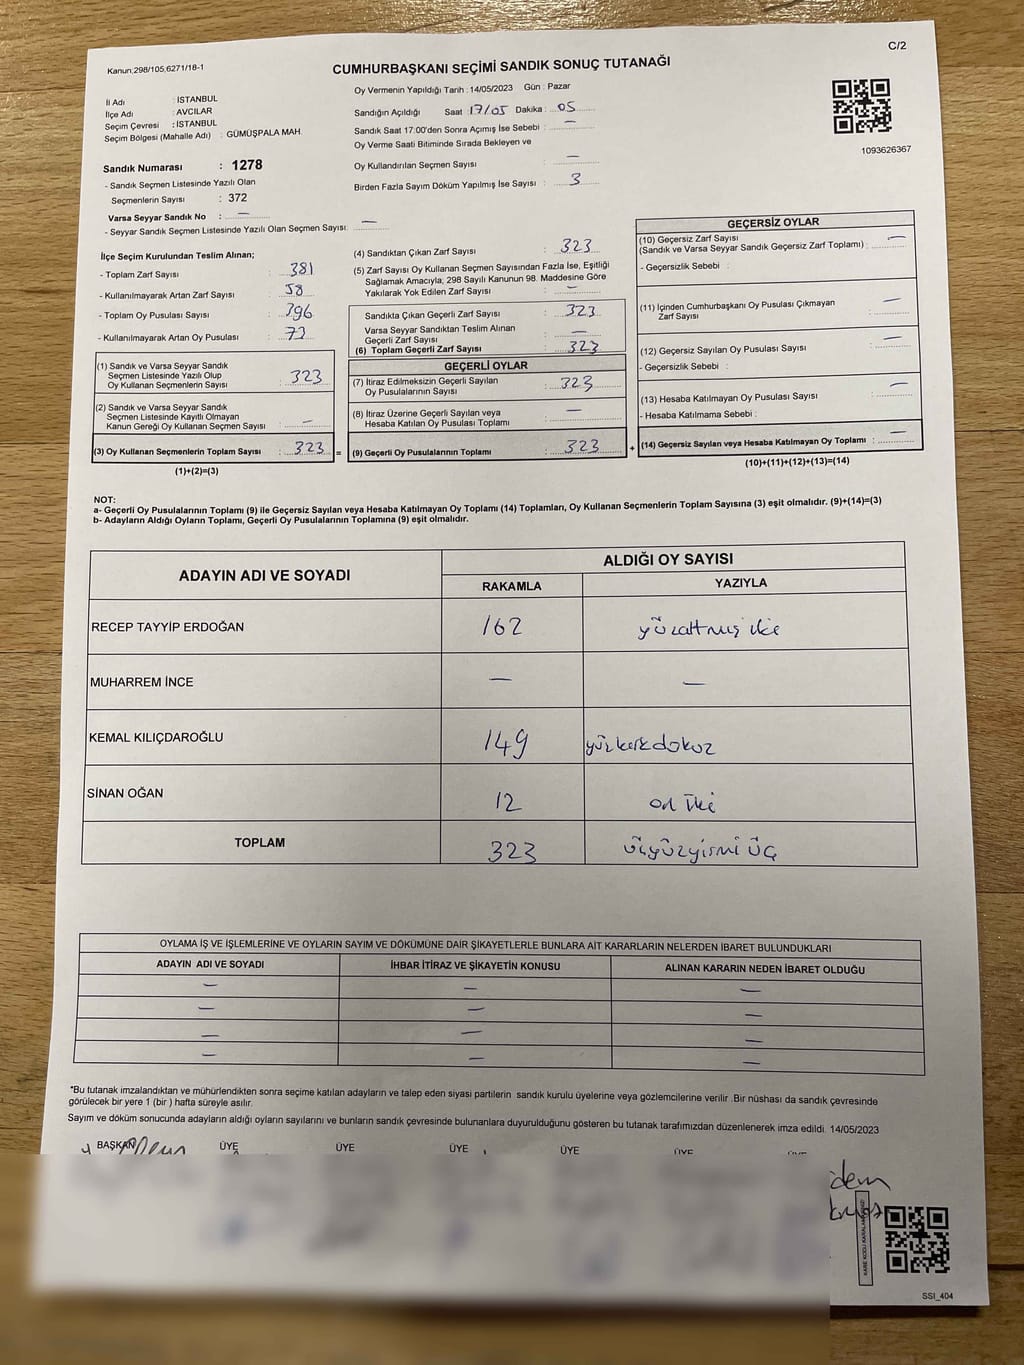 C/2
Kanun:298/105,6271/18-1
CUMHURBAŞKANI SEÇİMİ SANDIK SONUÇ TUTANAĞI
İl Adı : İSTANBUL
İlçe Adı : AVCILAR
Seçim Çevresi : İSTANBUL
Seçim Bölgesi (Mahalle Adı) : GÜMÜŞPALA MAH.
Sandık Numarası : 1278
- Sandık Seçmen Listesinde Yazılı Olan
Seçmenlerin Sayısı : 372
Varsa Seyyar Sandık No : —
- Seyyar Sandık Seçmen Listesinde Yazılı Olan Seçmen Sayısı: —
Oy Vermenin Yapıldığı Tarih : 14/05/2023 Gün : Pazar
Sandığın Açıldığı Saat : 17/05 Dakika : 05
Sandık Saat 17:00'den Sonra Açımış İse Sebebi : —
Oy Verme Saati Bitiminde Sırada Bekleyen ve
Oy Kullandırılan Seçmen Sayısı : —
Birden Fazla Sayım Döküm Yapılmış İse Sayısı : 3
1093626367
İlçe Seçim Kurulundan Teslim Alınan;
- Toplam Zarf Sayısı : 381
- Kullanılmayarak Artan Zarf Sayısı : 58
- Toplam Oy Pusulası Sayısı : 396
- Kullanılmayarak Artan Oy Pusulası : 73
(1) Sandık ve Varsa Seyyar Sandık
Seçmen Listesinde Yazılı Olup
Oy Kullanan Seçmenlerin Sayısı : 323
(2) Sandık ve Varsa Seyyar Sandık
Seçmen Listesinde Kayıtlı Olmayan
Kanun Gereği Oy Kullanan Seçmen Sayısı : —
(3) Oy Kullanan Seçmenlerin Toplam Sayısı : 323 =
(1)+(2)=(3)
(4) Sandıktan Çıkan Zarf Sayısı : 323
(5) Zarf Sayısı Oy Kullanan Seçmen Sayısından Fazla İse, Eşitliği
Sağlamak Amacıyla; 298 Sayılı Kanunun 98. Maddesine Göre
Yakılarak Yok Edilen Zarf Sayısı : —
Sandıkta Çıkan Geçerli Zarf Sayısı : 323
Varsa Seyyar Sandıktan Teslim Alınan
Geçerli Zarf Sayısı : —
(6) Toplam Geçerli Zarf Sayısı : 323
GEÇERLİ OYLAR
(7) İtiraz Edilmeksizin Geçerli Sayılan
Oy Pusulalarının Sayısı : 323
(8) İtiraz Üzerine Geçerli Sayılan veya
Hesaba Katılan Oy Pusulası Toplamı : —
(9) Geçerli Oy Pusulalarının Toplamı : 323 +
GEÇERSİZ OYLAR
(10) Geçersiz Zarf Sayısı
(Sandık ve Varsa Seyyar Sandık Geçersiz Zarf Toplamı) : —
- Geçersizlik Sebebi :
(11) İçinden Cumhurbaşkanı Oy Pusulası Çıkmayan
Zarf Sayısı : —
(12) Geçersiz Sayılan Oy Pusulası Sayısı : —
- Geçersizlik Sebebi :
(13) Hesaba Katılmayan Oy Pusulası Sayısı : —
- Hesaba Katılmama Sebebi :
(14) Geçersiz Sayılan veya Hesaba Katılmayan Oy Toplamı : —
(10)+(11)+(12)+(13)=(14)
NOT:
a- Geçerli Oy Pusulalarının Toplamı (9) ile Geçersiz Sayılan veya Hesaba Katılmayan Oy Toplamı (14) Toplamları, Oy Kullanan Seçmenlerin Toplam Sayısına (3) eşit olmalıdır. (9)+(14)=(3)
b- Adayların Aldığı Oyların Toplamı, Geçerli Oy Pusulalarının Toplamına (9) eşit olmalıdır.
ADAYIN ADI VE SOYADI ALDIĞI OY SAYISI
RAKAMLA YAZIYLA
RECEP TAYYİP ERDOĞAN 162 yüzaltmış iki
MUHARREM İNCE — —
KEMAL KILIÇDAROĞLU 149 yüzkırkdokuz
SİNAN OĞAN 12 on iki
TOPLAM 323 üçyüzyirmi üç
OYLAMA İŞ VE İŞLEMLERİNE VE OYLARIN SAYIM VE DÖKÜMÜNE DAİR ŞİKAYETLERLE BUNLARA AİT KARARLARIN NELERDEN İBARET BULUNDUKLARI
ADAYIN ADI VE SOYADI İHBAR İTİRAZ VE ŞİKAYETİN KONUSU ALINAN KARARIN NEDEN İBARET OLDUĞU
— — —
— — —
— — —
— — —
*Bu tutanak imzalandıktan ve mühürlendikten sonra seçime katılan adayların ve talep eden siyasi partilerin sandık kurulu üyelerine veya gözlemcilerine verilir .Bir nüshası da sandık çevresinde
görülecek bir yere 1 (bir ) hafta süreyle asılır.
Sayım ve döküm sonucunda adayların aldığı oyların sayılarını ve bunların sandık çevresinde bulunanlara duyurulduğunu gösteren bu tutanak tarafımızdan düzenlenerek imza edildi. 14/05/2023
BAŞKAN ÜYE ÜYE ÜYE ÜYE ÜYE
SSI_404